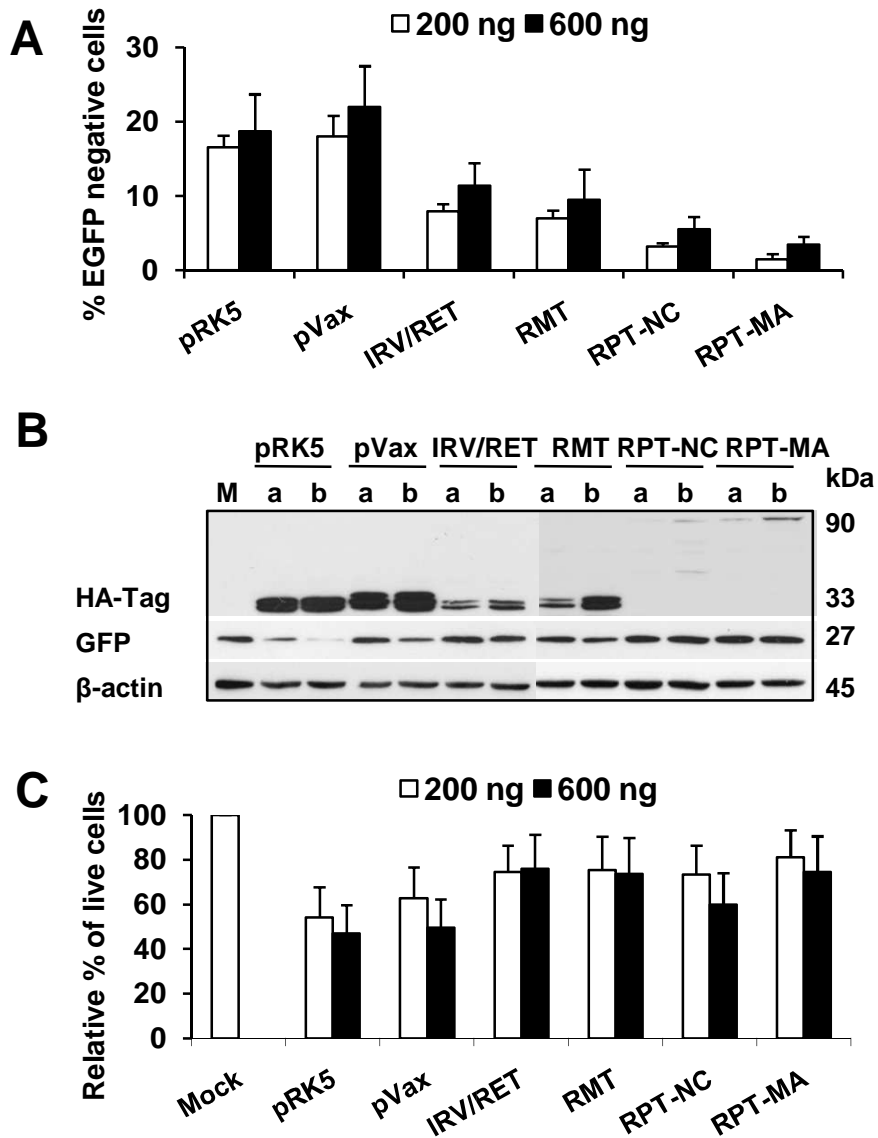 A
200 ng 600 ng
% EGFP negative cells
30
20
10
0
pRK5 pVax IRV/RET RMT RPT-NC RPT-MA
B
pRK5 pVax IRV/RET RMT RPT-NC RPT-MA
kDa
M a b a b a b a b a b a b
90
HA-Tag 33
GFP 27
β-actin 45
C
200 ng 600 ng
Relative % of live cells
100
80
60
40
20
0
Mock pRK5 pVax IRV/RET RMT RPT-NC RPT-MA